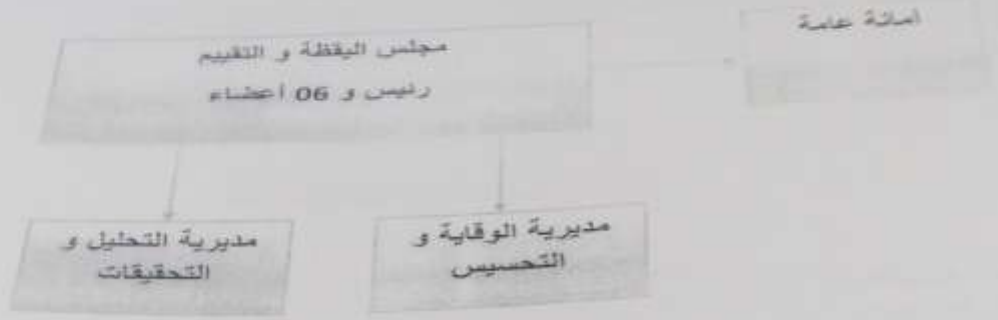 أمانة عامة
مجلس اليقظة و التقييم
رئيس و 06 أعضاء
مديرية الوقاية و
التحسيس
مديرية التحليل و
التحقيقات